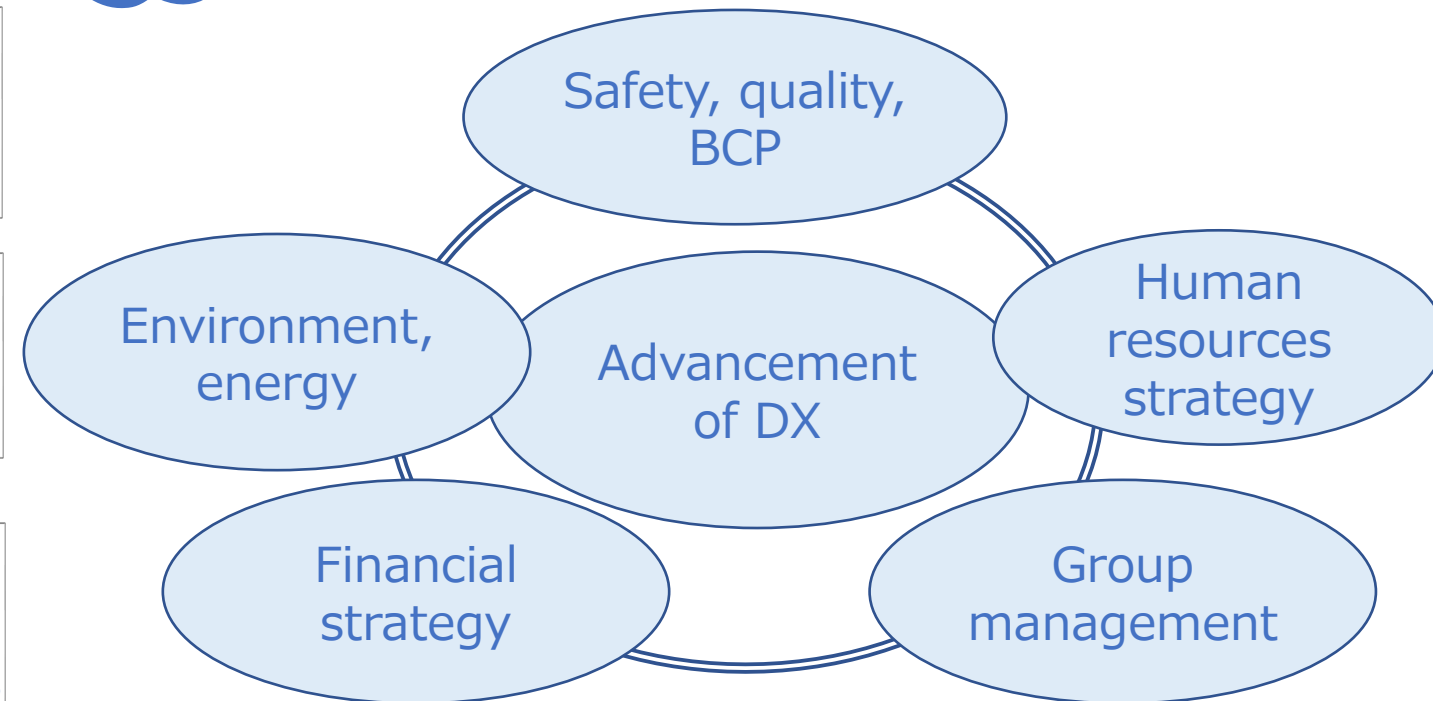 Safety, quality,
BCP
Environment,
energy
Advancement
of DX
Human
resources
strategy
Financial
strategy
Group
management